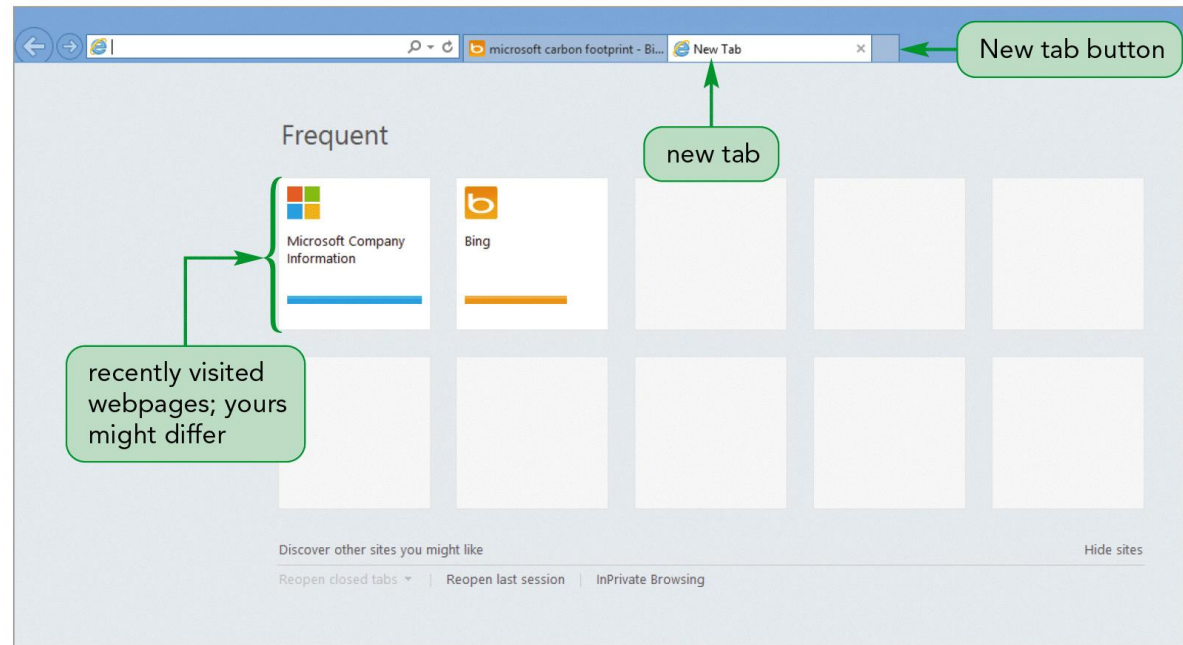 microsoft carbon footprint - Bi...
New Tab
New tab button
new tab
Frequent
Microsoft Company
Information
Bing
recently visited
webpages; yours
might differ
Discover other sites you might like
Hide sites
Reopen closed tabs
Reopen last session
InPrivate Browsing